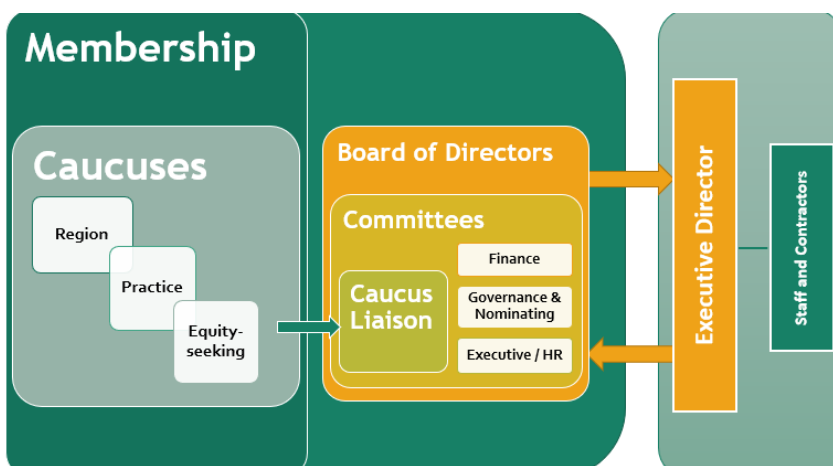 Membership
Caucuses
Region
Practice
Equity-
seeking
Board of Directors
Committees
Caucus
Liaison
Finance
Governance &
Nominating
Executive / HR
Executive Director
Staff and Contractors